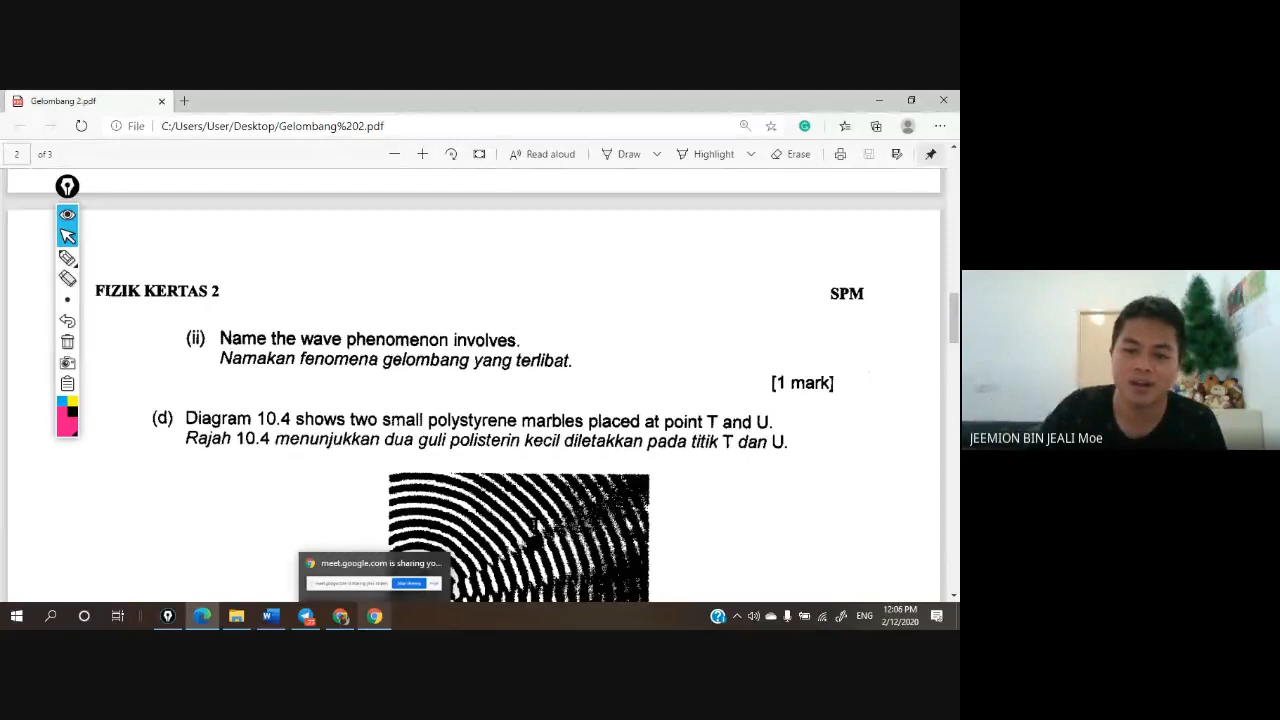 Gelombang 2.pdf
File
C:/Users/User/Desktop/Gelombang%202.pdf
2 of 3
Read aloud
Draw
Highlight
Erase
FIZIK KERTAS 2
SPM
(ii) Name the wave phenomenon involves.
Namakan fenomena gelombang yang terlibat.
[1 mark]
(d) Diagram 10.4 shows two small polystyrene marbles placed at point T and U.
Rajah 10.4 menunjukkan dua guli polisterin kecil diletakkan pada titik T dan U.
T
JEEMION BIN JEALI Moe
meet.google.com is sharing yo...
ENG
12:06 PM
2/12/2020